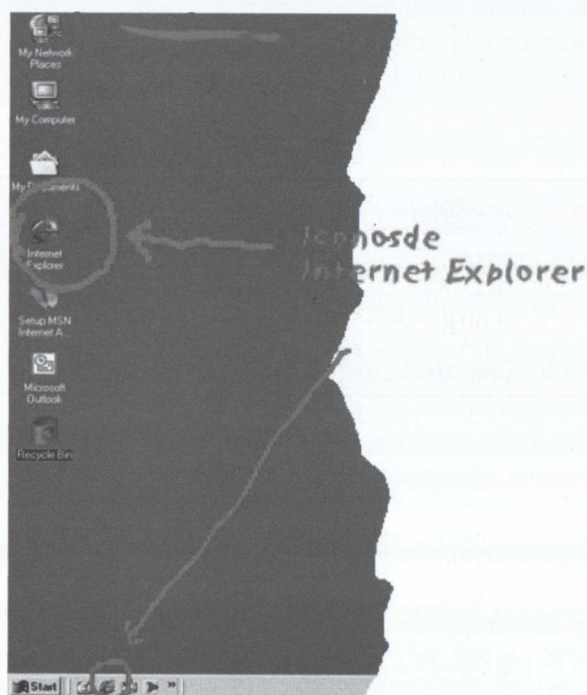 My Network
Places
My Computer
My Documents
Internet
Explorer
Iconosde
Internet Explorer
Setup MSN
Internet A...
Microsoft
Outlook
Recycle Bin
Start
»